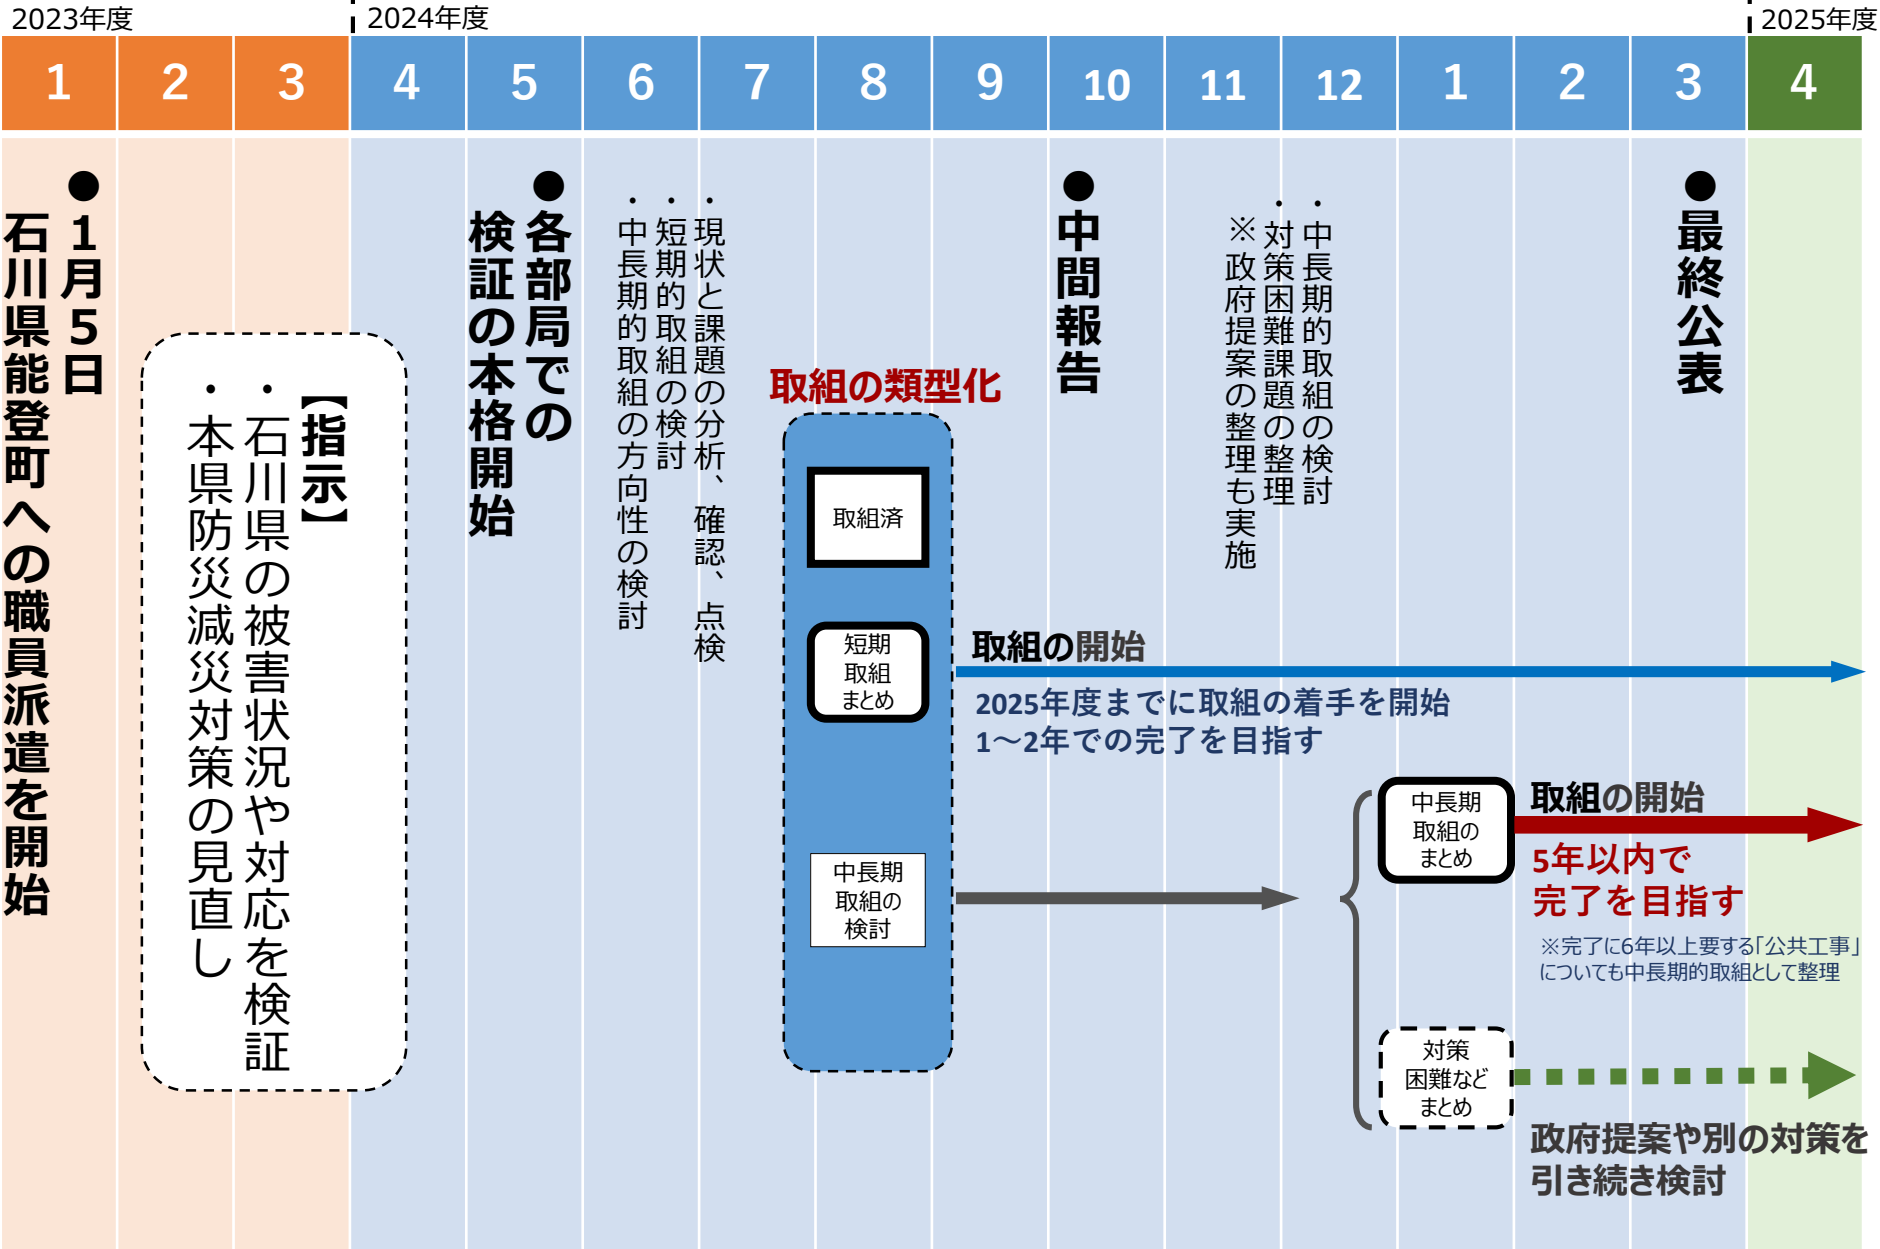 2023年度
2024年度
2025年度
1
2
3
4
5
6
7
8
9
10
11
12
1
2
3
4
●1月5日
石川県能登町への職員派遣を開始
【指示】
・石川県の被害状況や対応を検証
・本県防災減災対策の見直し
●各部局での
検証の本格開始
・現状と課題の分析、確認、点検
・短期的取組の検討
・中長期的取組の方向性の検討
取組の類型化
取組済
短期
取組
まとめ
中長期
取組の
検討
●中間報告
・中長期的取組の検討
・対策困難課題の整理
※政府提案の整理も実施
●最終公表
取組の開始
2025年度までに取組の着手を開始
1～2年での完了を目指す
中長期
取組の
まとめ
取組の開始
5年以内で
完了を目指す
※完了に6年以上要する「公共工事」
についても中長期的取組として整理
対策
困難など
まとめ
政府提案や別の対策を
引き続き検討